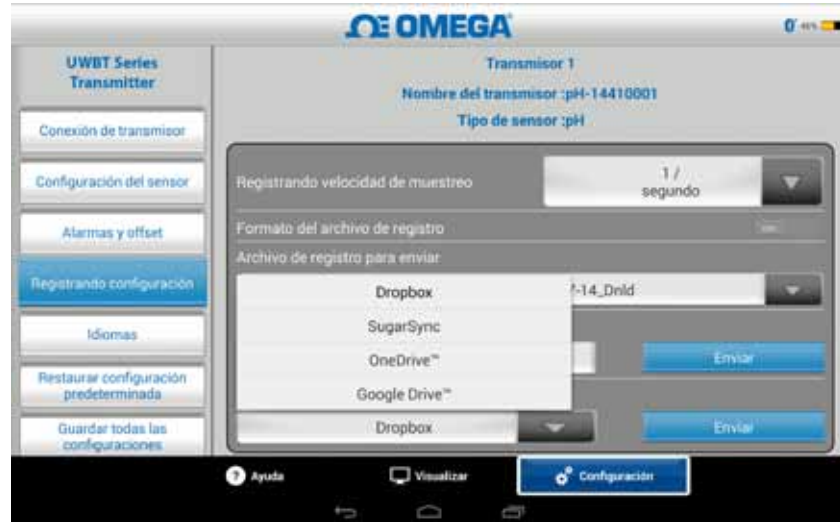 OMEGA
46%
UWBT Series
Transmitter
Transmisor 1
Nombre del transmisor :pH-14410001
Tipo de sensor :pH
Conexión de transmisor
Configuración del sensor
Alarmas y offset
Registrando configuración
Idiomas
Restaurar configuración
predeterminada
Guardar todas las
configuraciones
Registrando velocidad de muestreo
1 /
segundo
Formato del archivo de registro
Archivo de registro para enviar
-14_Dnld
Dropbox
SugarSync
OneDrive™
Google Drive™
Enviar
Dropbox
Enviar
? Ayuda
Visualizar
Configuración